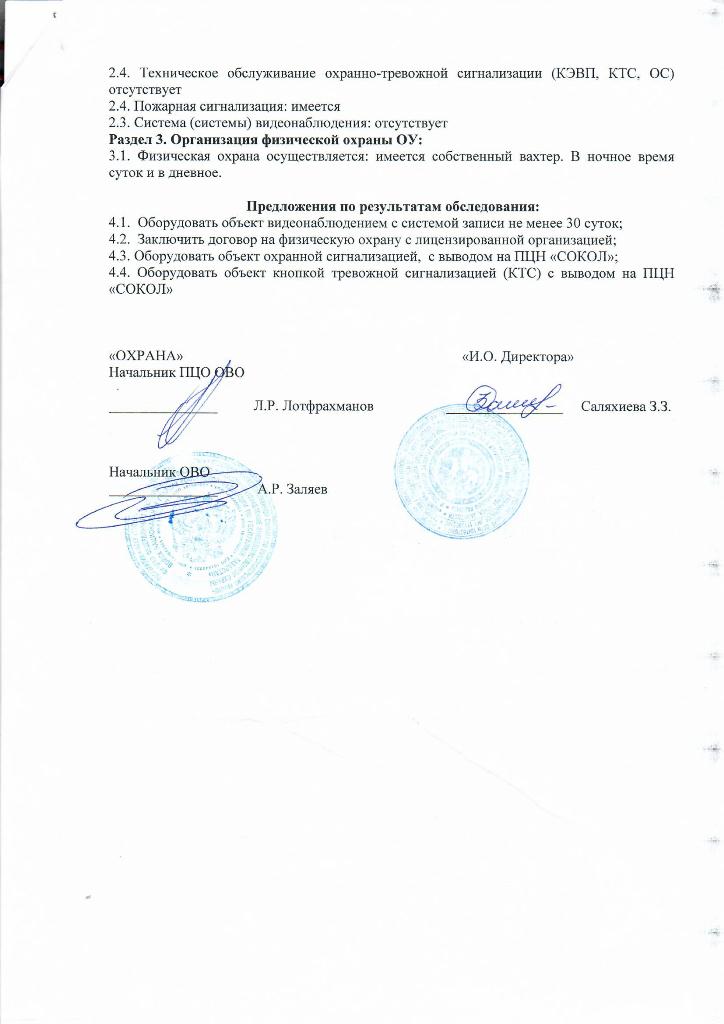 2.4. Техническое обслуживание охранно-тревожной сигнализации (КЭВП, КТС, ОС)
отсутствует
2.4. Пожарная сигнализация: имеется
2.3. Система (системы) видеонаблюдения: отсутствует
Раздел 3. Организация физической охраны ОУ:
3.1. Физическая охрана осуществляется: имеется собственный вахтер. В ночное время
суток и в дневное.
Предложения по результатам обследования:
4.1. Оборудовать объект видеонаблюдением с системой записи не менее 30 суток;
4.2. Заключить договор на физическую охрану с лицензированной организацией;
4.3. Оборудовать объект охранной сигнализацией, с выводом на ПЦН «СОКОЛ»;
4.4. Оборудовать объект кнопкой тревожной сигнализацией (КТС) с выводом на ПЦН
«СОКОЛ»
«ОХРАНА» «И.О. Директора»
Начальник ПЦО ОВО
Л.Р. Лотфрахманов Саляхиева З.З.
Начальник ОВО
А.Р. Заляев